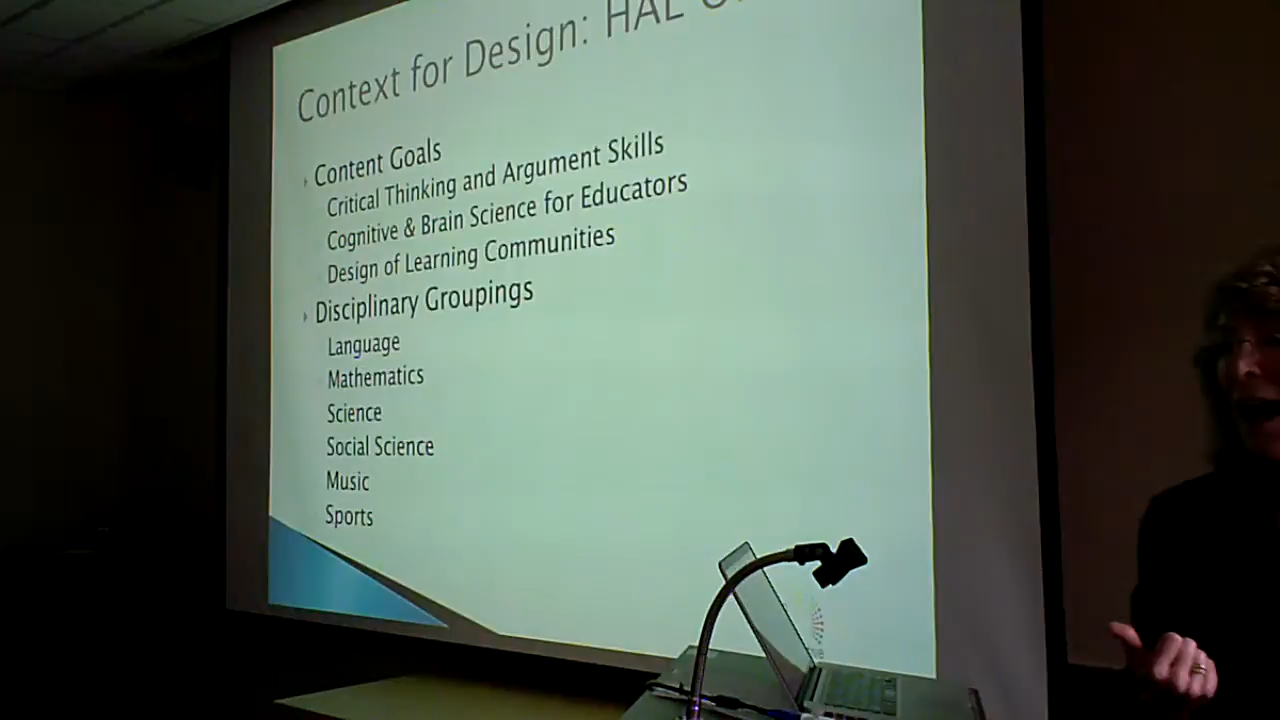 Context for Design: HAL
Content Goals
Critical Thinking and Argument Skills
Cognitive & Brain Science for Educators
Design of Learning Communities
Disciplinary Groupings
Language
Mathematics
Science
Social Science
Music
Sports